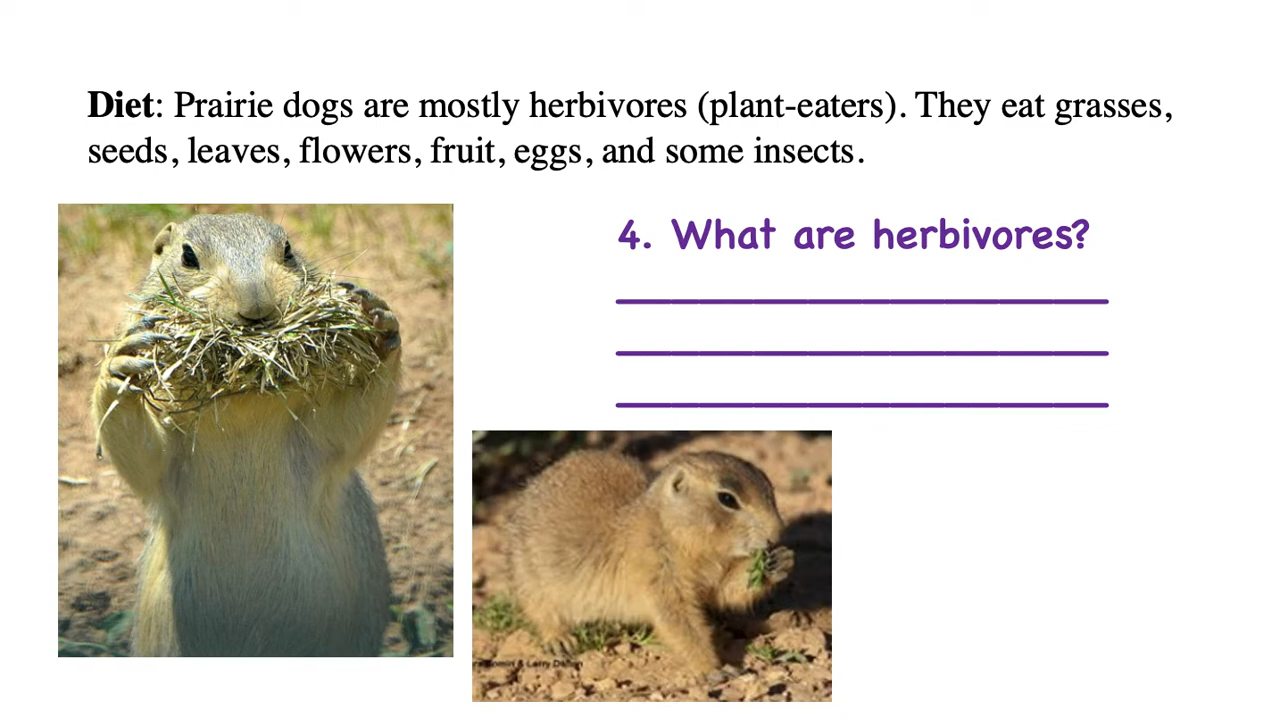 Diet: Prairie dogs are mostly herbivores (plant-eaters). They eat grasses,
seeds, leaves, flowers, fruit, eggs, and some insects.
4. What are herbivores?
& Larry